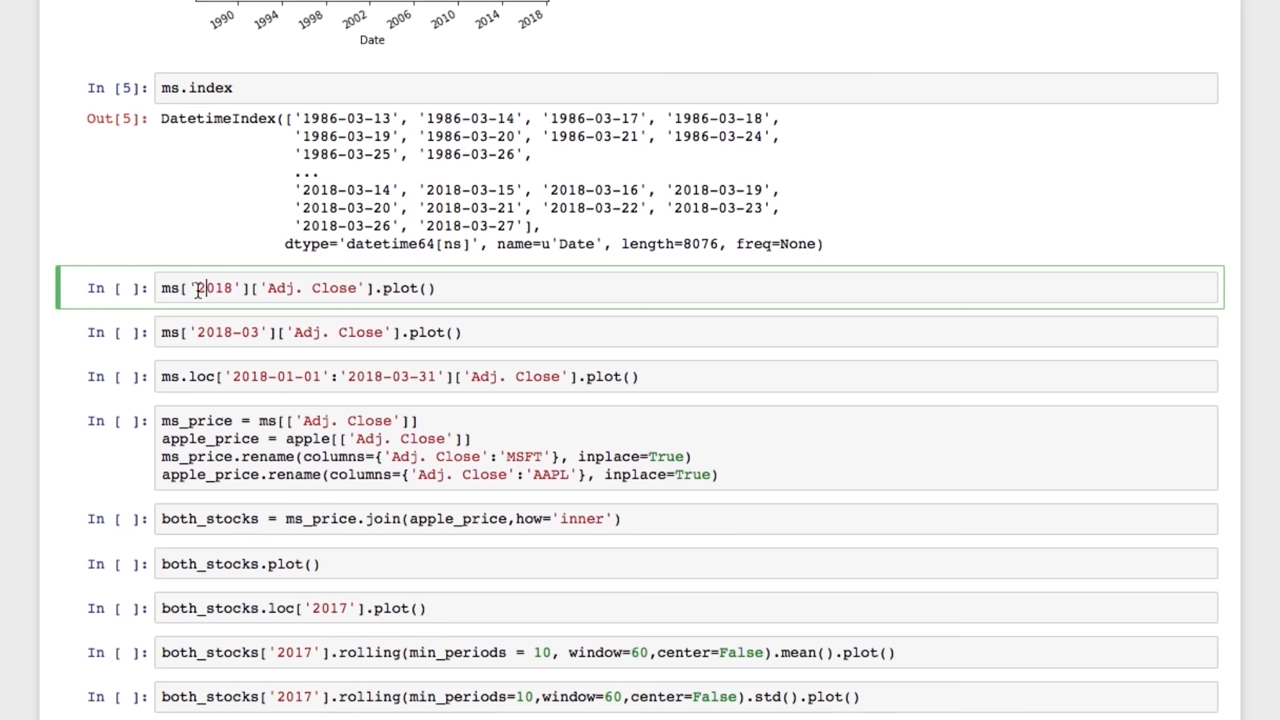 1990 1994 1998 2002 2006 2010 2014 2018
Date
In [5]: ms.index
Out[5]: DatetimeIndex(['1986-03-13', '1986-03-14', '1986-03-17', '1986-03-18',
'1986-03-19', '1986-03-20', '1986-03-21', '1986-03-24',
'1986-03-25', '1986-03-26',
...
'2018-03-14', '2018-03-15', '2018-03-16', '2018-03-19',
'2018-03-20', '2018-03-21', '2018-03-22', '2018-03-23',
'2018-03-26', '2018-03-27'],
dtype='datetime64[ns]', name=u'Date', length=8076, freq=None)
In [ ]: ms['2018']['Adj. Close'].plot()
In [ ]: ms['2018-03']['Adj. Close'].plot()
In [ ]: ms.loc['2018-01-01':'2018-03-31']['Adj. Close'].plot()
In [ ]: ms_price = ms[['Adj. Close']]
apple_price = apple[['Adj. Close']]
ms_price.rename(columns={'Adj. Close':'MSFT'}, inplace=True)
apple_price.rename(columns={'Adj. Close':'AAPL'}, inplace=True)
In [ ]: both_stocks = ms_price.join(apple_price,how='inner')
In [ ]: both_stocks.plot()
In [ ]: both_stocks.loc['2017'].plot()
In [ ]: both_stocks['2017'].rolling(min_periods = 10, window=60,center=False).mean().plot()
In [ ]: both_stocks['2017'].rolling(min_periods=10,window=60,center=False).std().plot()